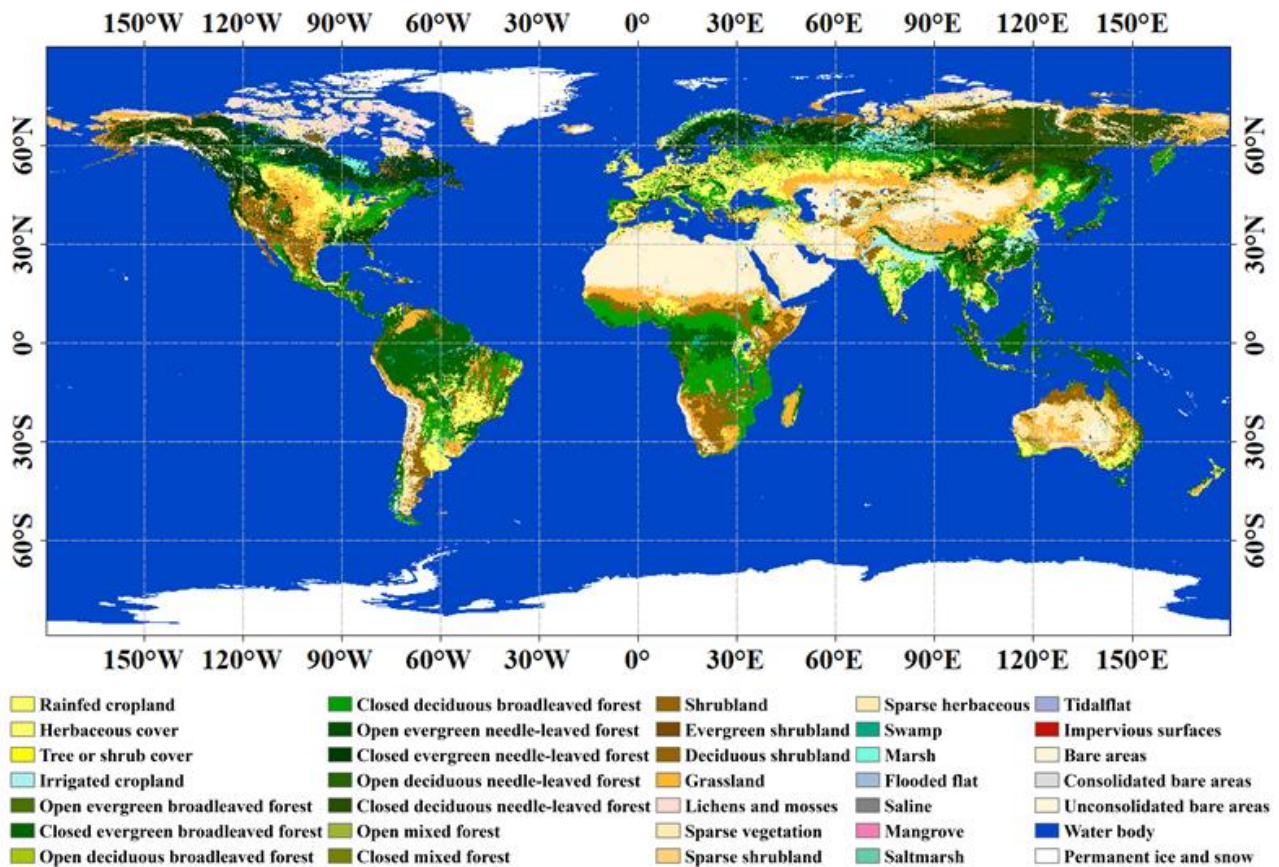 150°W 120°W 90°W 60°W 30°W 0° 30°E 60°E 90°E 120°E 150°E
60°N 60°N
30°N 30°N
0° 0°
30°S 30°S
60°S 60°S
150°W 120°W 90°W 60°W 30°W 0° 30°E 60°E 90°E 120°E 150°E
Rainfed cropland Closed deciduous broadleaved forest Shrubland Sparse herbaceous Tidalflat
Herbaceous cover Open evergreen needle-leaved forest Evergreen shrubland Swamp Impervious surfaces
Tree or shrub cover Closed evergreen needle-leaved forest Deciduous shrubland Marsh Bare areas
Irrigated cropland Open deciduous needle-leaved forest Grassland Flooded flat Consolidated bare areas
Open evergreen broadleaved forest Closed deciduous needle-leaved forest Lichens and mosses Saline Unconsolidated bare areas
Closed evergreen broadleaved forest Open mixed forest Sparse vegetation Mangrove Water body
Open deciduous broadleaved forest Closed mixed forest Sparse shrubland Saltmarsh Permanent ice and snow